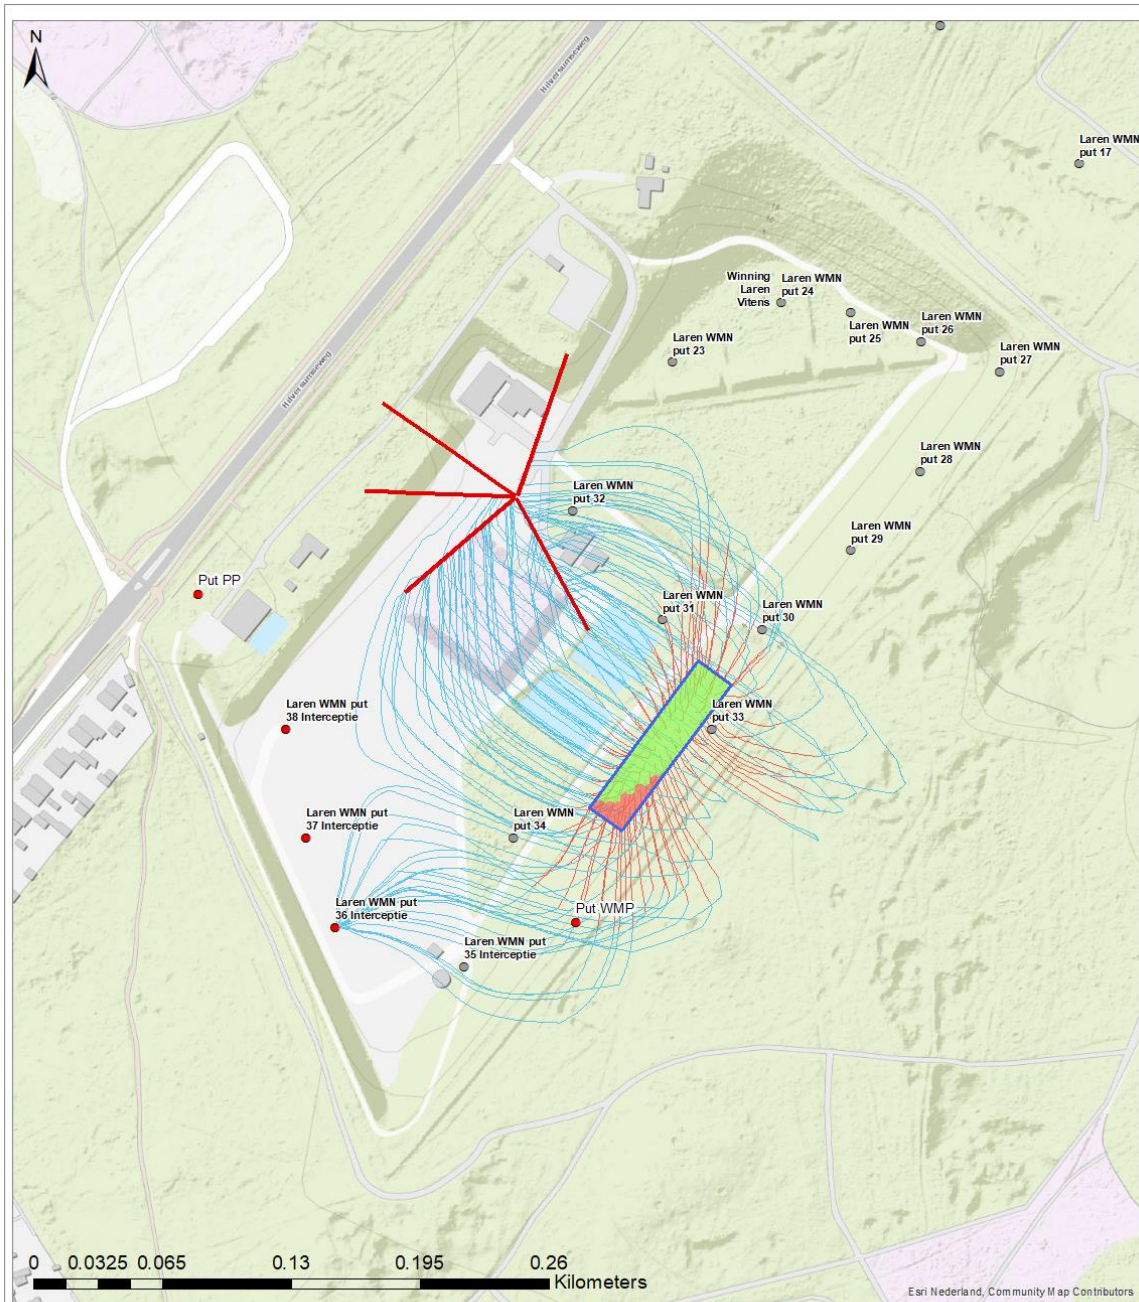 N
Hilversumseweg
Laren WMN
put 17
Winning
Laren
Vitens
Laren WMN
put 24
Laren WMN
put 25
Laren WMN
put 26
Laren WMN
put 23
Laren WMN
put 27
Hilversumseweg
Laren WMN
put 28
Laren WMN
put 32
Laren WMN
put 29
Put PP
Laren WMN
put 31
Laren WMN
put 30
Laren WMN put
38 Interceptie
Laren WMN
put 33
Laren WMN put
37 Interceptie
Laren WMN
put 34
Laren WMN put
36 Interceptie
Put WMP
Laren WMN put
35 Interceptie
0 0.0325 0.065 0.13 0.195 0.26
Kilometers
Esri Nederland, Community Map Contributors